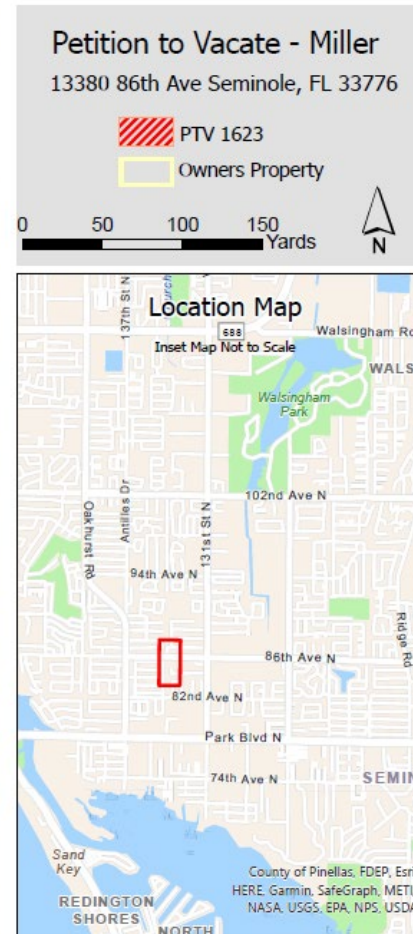 Petition to Vacate - Miller
13380 86th Ave Seminole, FL 33776
PTV 1623
Owners Property
0 50 100 150
Yards
N
Location Map
688
Inset Map Not to Scale
137th St N
Walsingham Rd
WALS
Walsingham
Park
102nd Ave N
Oakhurst Rd
Antilles Dr
131st St N
94th Ave N
86th Ave N
Ridge Rd
82nd Ave N
Park Blvd N
74th Ave N
SEMIN
Sand
Key
REDINGTON
SHORES
NORTH
County of Pinellas, FDEP, Esri
HERE, Garmin, SafeGraph, METI
NASA, USGS, EPA, NPS, USDA